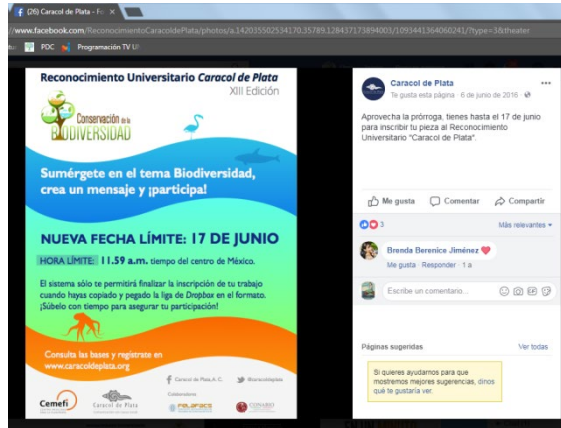 (26) Caracol de Plata - Fo
www.facebook.com/ReconocimientoCaracoldePlata/photos/a.142035502534170.35789.128437173894003/1093441364060241/?type=3&theater
PDC
Programación TV U
Reconocimiento Universitario Caracol de Plata
XIII Edición
Conservación de la
BIODIVERSIDAD
Sumérgete en el tema Biodiversidad,
crea un mensaje y ¡participa!
NUEVA FECHA LÍMITE: 17 DE JUNIO
HORA LÍMITE: 11.59 a.m. tiempo del centro de México.
El sistema sólo te permitirá finalizar la inscripción de tu trabajo
cuando hayas copiado y pegado la liga de Dropbor en el formato.
¡Súbelo con tiempo para asegurar tu participación!
Consulta las bases y regístrate en
www.caracoldeplata.org
Caracol de Plata, A. C.
@caracoldeplata
Colaboradores:
Cemefi
Caracol de Plata
FELAFACS
CONABIO
Caracol de Plata
Te gusta esta página · 6 de junio de 2016
Aprovecha la prórroga, tienes hasta el 17 de junio
para inscribir tu pieza al Reconocimiento
Universitario "Caracol de Plata".
Me gusta Comentar Compartir
3
Más relevantes
Brenda Berenice Jiménez
Me gusta · Responder · 1 a
Escribe un comentario...
Páginas sugeridas
Ver todas
Si quieres ayudarnos para que
mostremos mejores sugerencias, dinos
qué te gustaría ver.